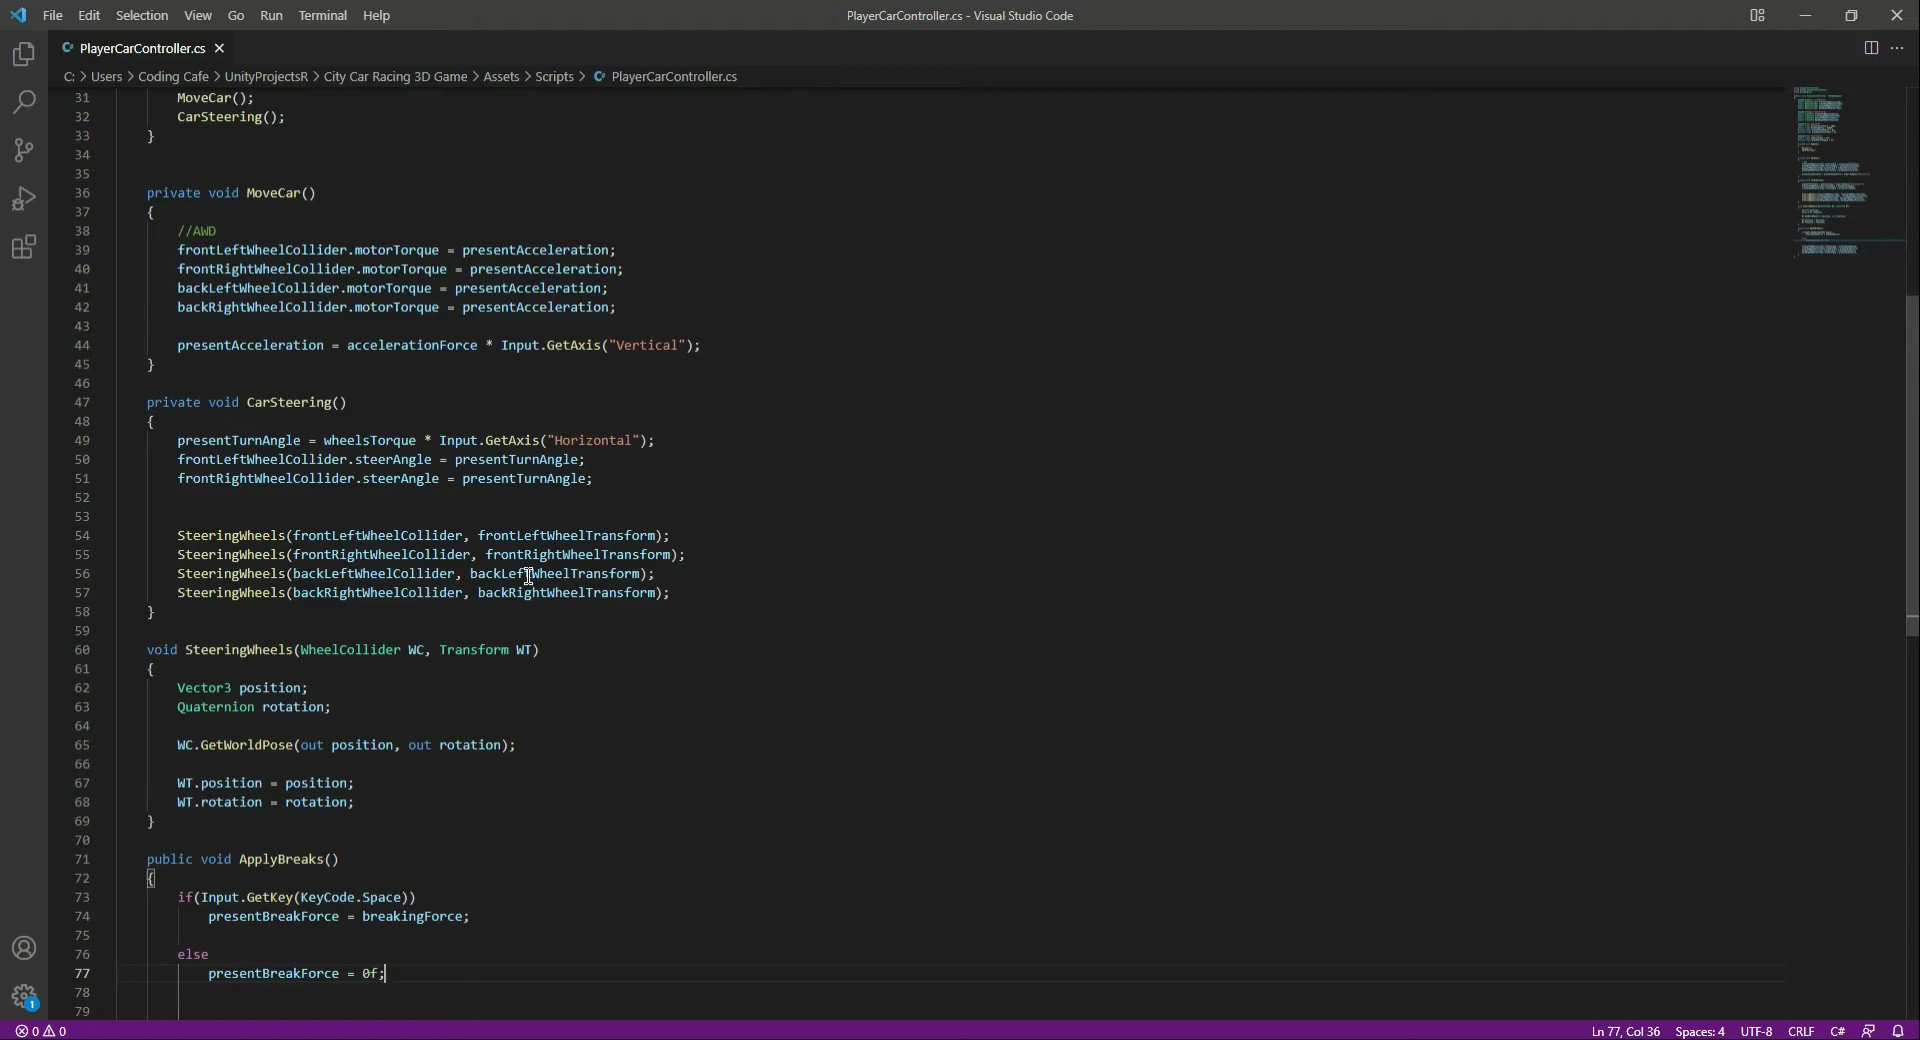 File Edit Selection View Go Run Terminal Help PlayerCarController.cs - Visual Studio Code
PlayerCarController.cs
C: > Users > Coding Cafe > UnityProjectsR > City Car Racing 3D Game > Assets > Scripts > PlayerCarController.cs
31 MoveCar();
32 CarSteering();
33 }
34
35
36 private void MoveCar()
37 {
38 //AWD
39 frontLeftWheelCollider.motorTorque = presentAcceleration;
40 frontRightWheelCollider.motorTorque = presentAcceleration;
41 backLeftWheelCollider.motorTorque = presentAcceleration;
42 backRightWheelCollider.motorTorque = presentAcceleration;
43
44 presentAcceleration = accelerationForce * Input.GetAxis("Vertical");
45 }
46
47 private void CarSteering()
48 {
49 presentTurnAngle = wheelsTorque * Input.GetAxis("Horizontal");
50 frontLeftWheelCollider.steerAngle = presentTurnAngle;
51 frontRightWheelCollider.steerAngle = presentTurnAngle;
52
53
54 SteeringWheels(frontLeftWheelCollider, frontLeftWheelTransform);
55 SteeringWheels(frontRightWheelCollider, frontRightWheelTransform);
56 SteeringWheels(backLeftWheelCollider, backLeftWheelTransform);
57 SteeringWheels(backRightWheelCollider, backRightWheelTransform);
58 }
59
60 void SteeringWheels(WheelCollider WC, Transform WT)
61 {
62 Vector3 position;
63 Quaternion rotation;
64
65 WC.GetWorldPose(out position, out rotation);
66
67 WT.position = position;
68 WT.rotation = rotation;
69 }
70
71 public void ApplyBreaks()
72 {
73 if(Input.GetKey(KeyCode.Space))
74 presentBreakForce = breakingForce;
75
76 else
77 presentBreakForce = 0f;
78
79
1
0 0 Ln 77, Col 36 Spaces: 4 UTF-8 CRLF C#